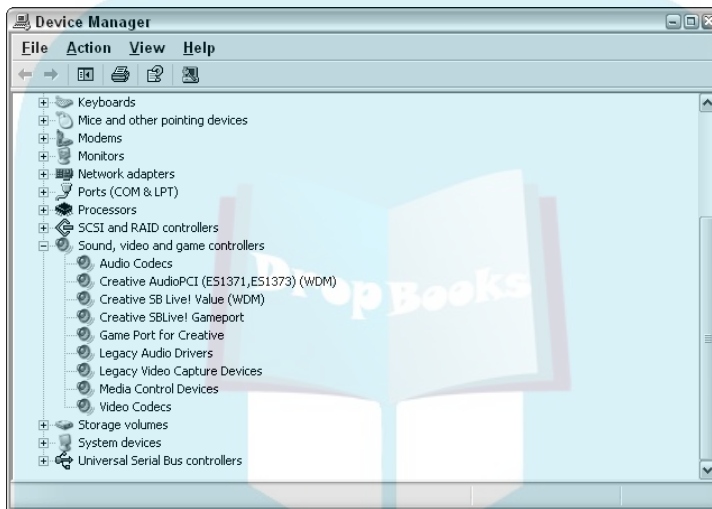 Device Manager
File Action View Help
Keyboards
Mice and other pointing devices
Modems
Monitors
Network adapters
Ports (COM & LPT)
Processors
SCSI and RAID controllers
Sound, video and game controllers
Audio Codecs
Creative AudioPCI (ES1371,ES1373) (WDM)
Creative SB Live! Value (WDM)
Creative SBLive! Gameport
Game Port for Creative
Legacy Audio Drivers
Legacy Video Capture Devices
Media Control Devices
Video Codecs
Storage volumes
System devices
Universal Serial Bus controllers
DropBooks